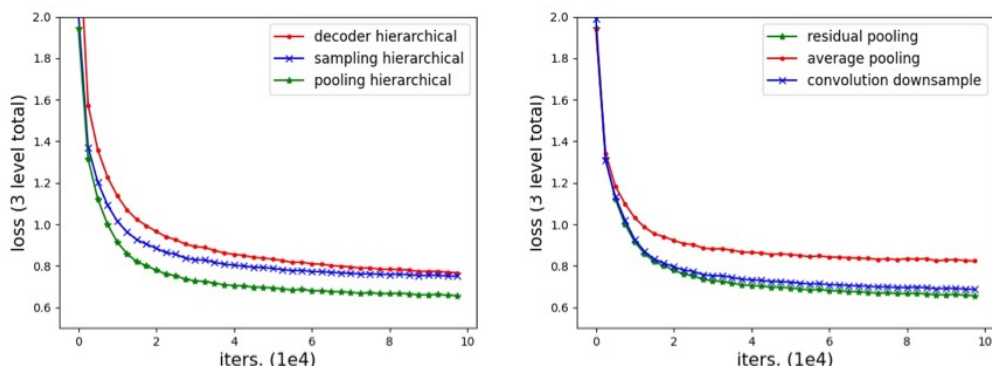 2.0
1.8
1.6
1.4
1.2
1.0
0.8
0.6
loss (3 level total)
decoder hierarchical
sampling hierarchical
pooling hierarchical
0 2 4 6 8 10
iters. (1e4)
2.0
1.8
1.6
1.4
1.2
1.0
0.8
0.6
loss (3 level total)
residual pooling
average pooling
convolution downsample
0 2 4 6 8 10
iters. (1e4)